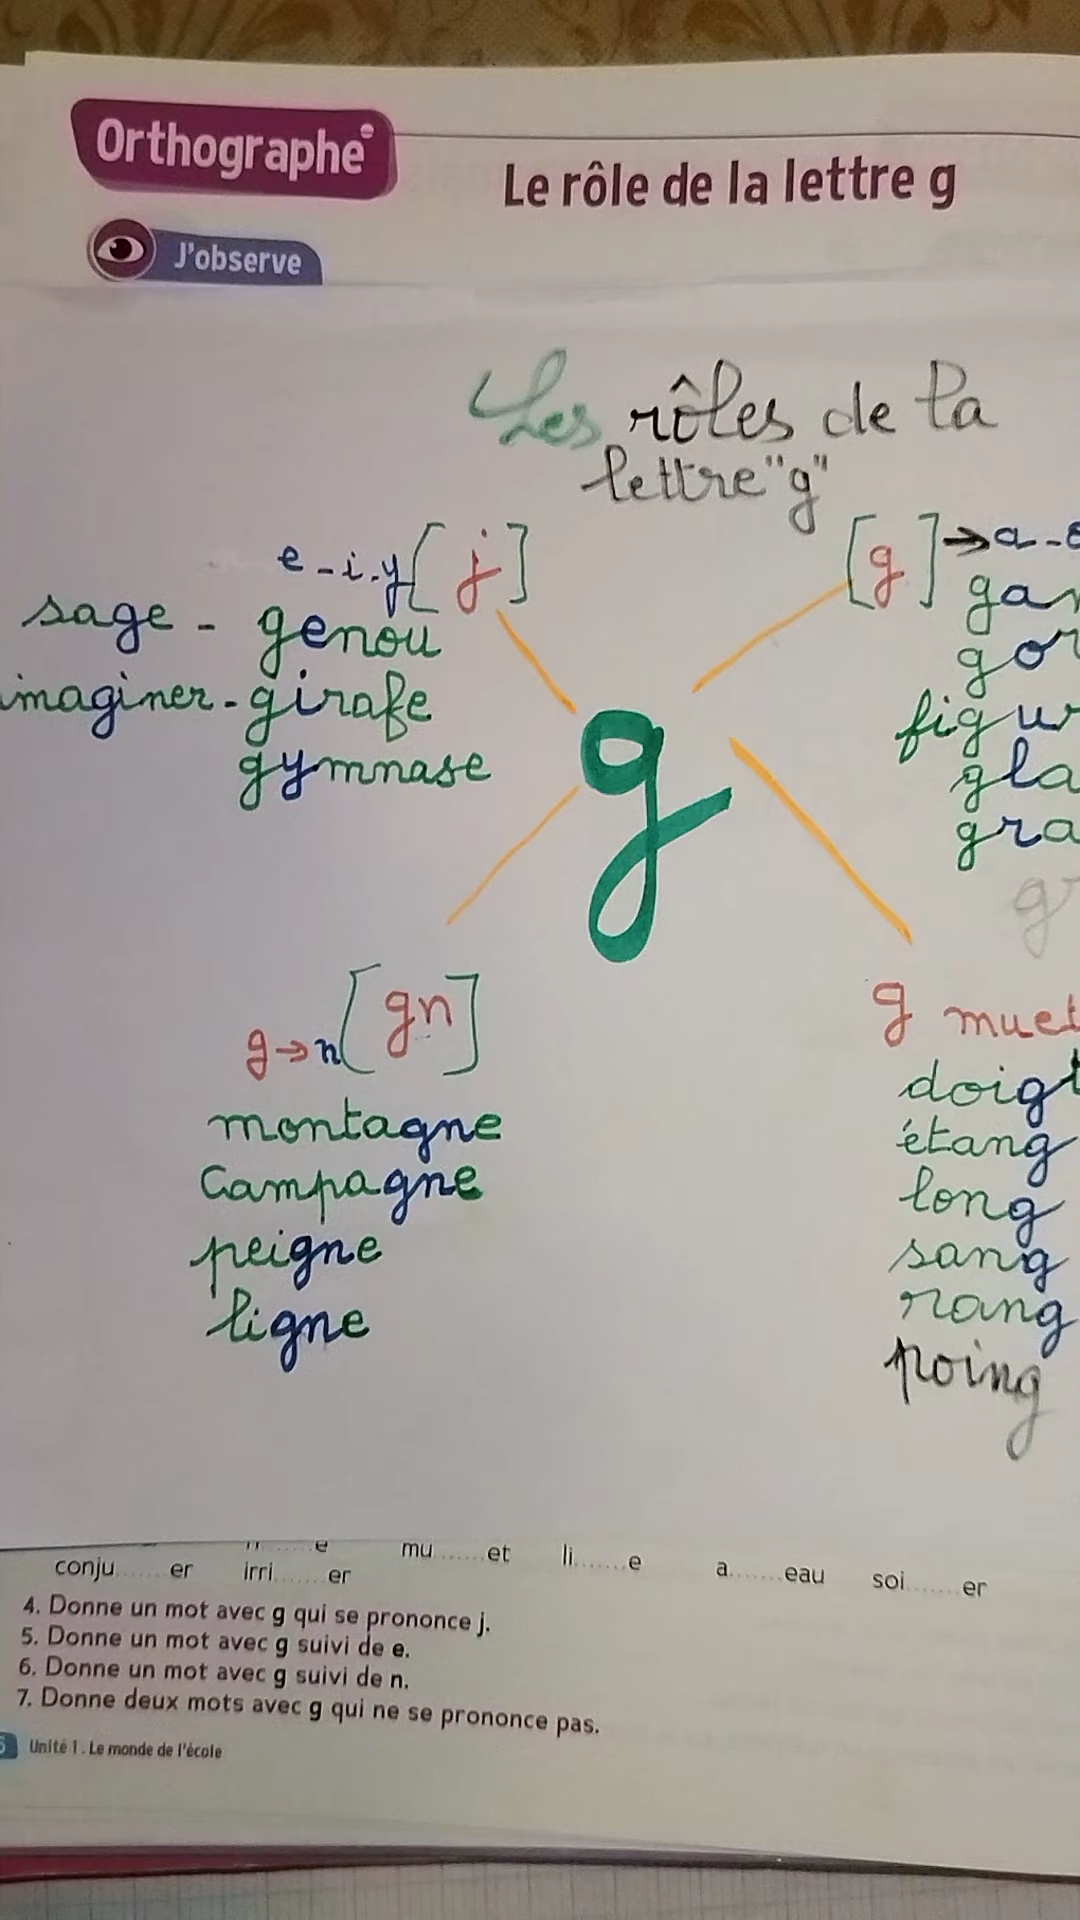 Orthographe
Le rôle de la lettre g
J'observe
Les rôles de la
lettre "g"
e - i - y [j]
sage - genou
imaginer - girafe
gymnase
[g] → a -
g
g → n [gn]
montagne
Campagne
peigne
ligne
g muet
doigt
étang
long
sang
rang
poing
mu.......et li.......e a.......eau soi.......er
conju.......er irri.......er
4. Donne un mot avec g qui se prononce j.
5. Donne un mot avec g suivi de e.
6. Donne un mot avec g suivi de n.
7. Donne deux mots avec g qui ne se prononce pas.
Unité 1 . Le monde de l'école